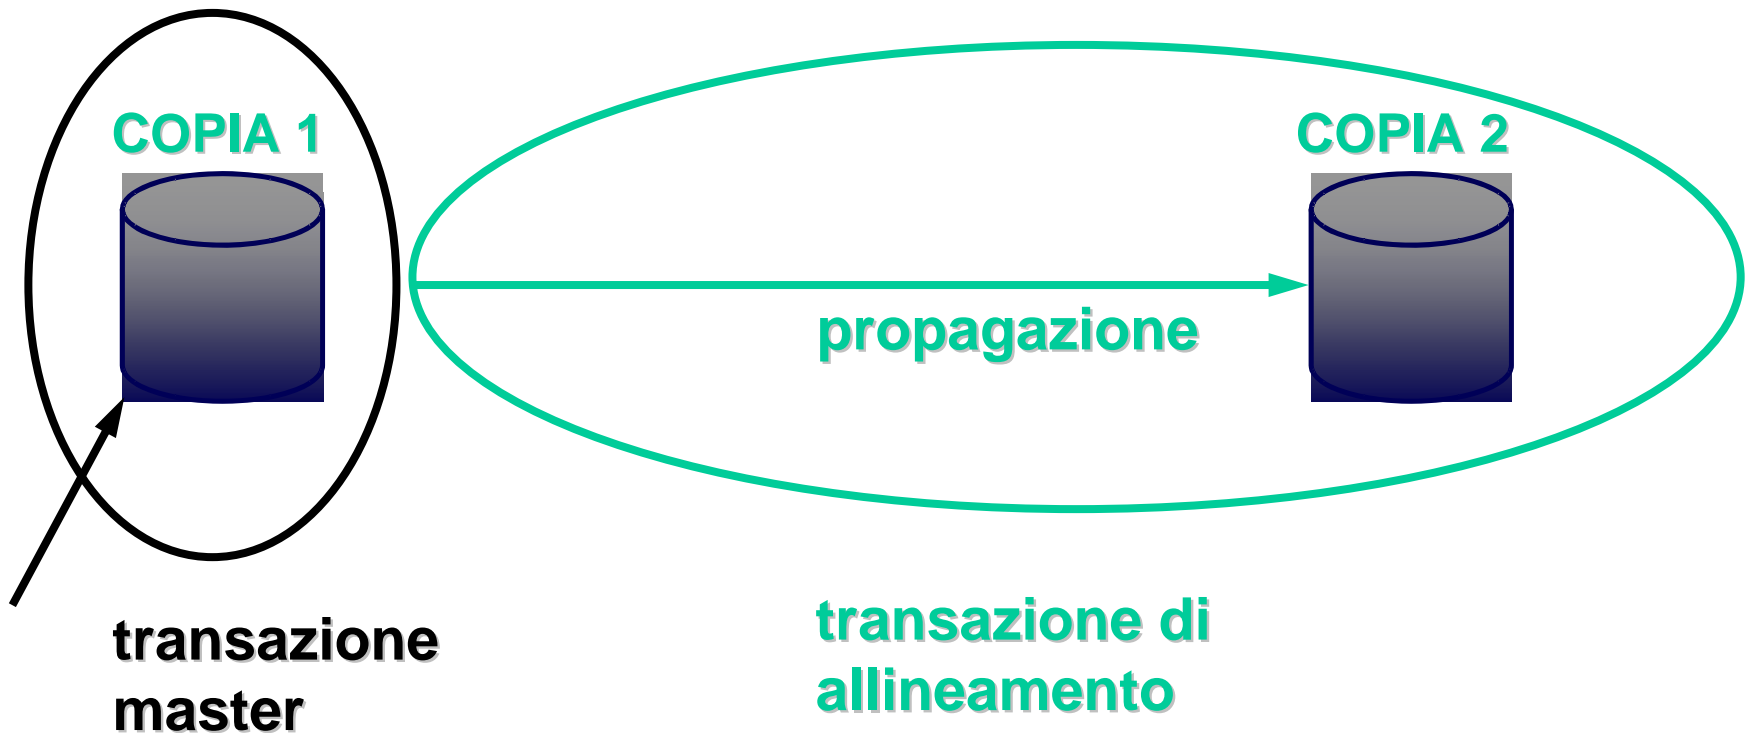 COPIA 1
COPIA 2
propagazione
transazione
master
transazione di
allineamento